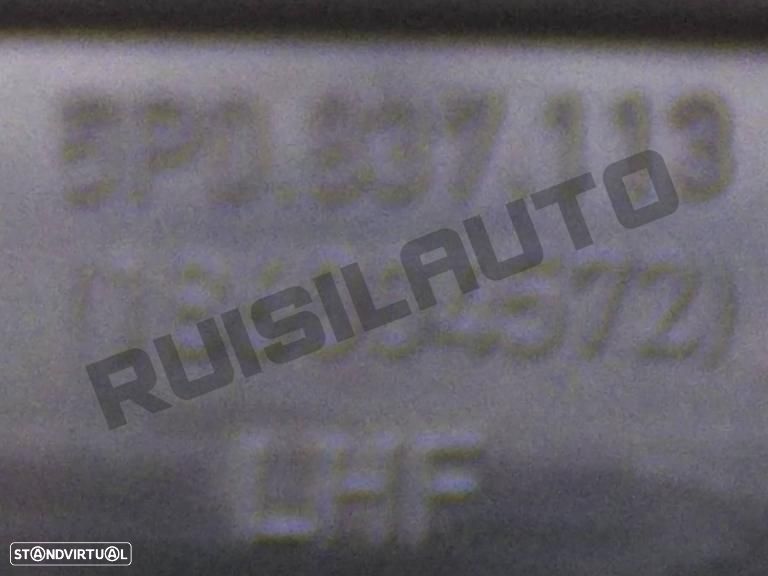 5P0.837.113
RUISILAUTO
LHF
STANDVIRTUAL